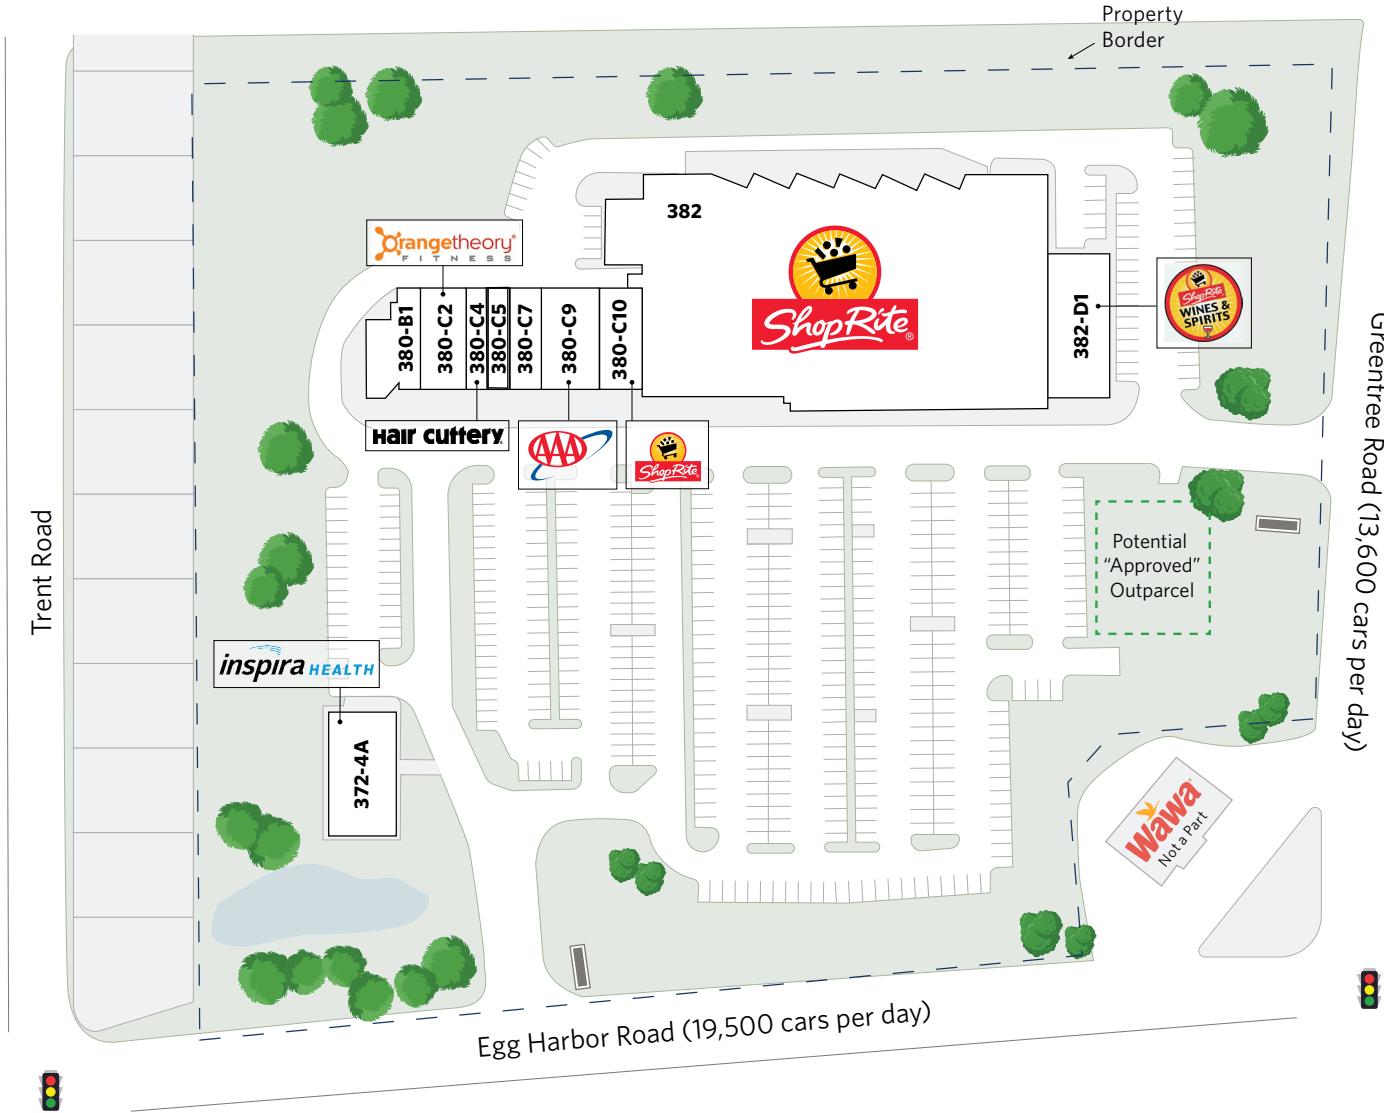 Property
Border
382
orangetheory®
FITNESS
380-B1
380-C2
380-C4
380-C5
380-C7
380-C9
380-C10
ShopRite®
382-D1
ShopRite
WINES &
SPIRITS
Hair Cuttery
AAA
ShopRite
Greentree Road (13,600 cars per day)
Trent Road
Potential
“Approved”
Outparcel
inspira HEALTH
372-4A
Wawa®
Not a Part
Egg Harbor Road (19,500 cars per day)